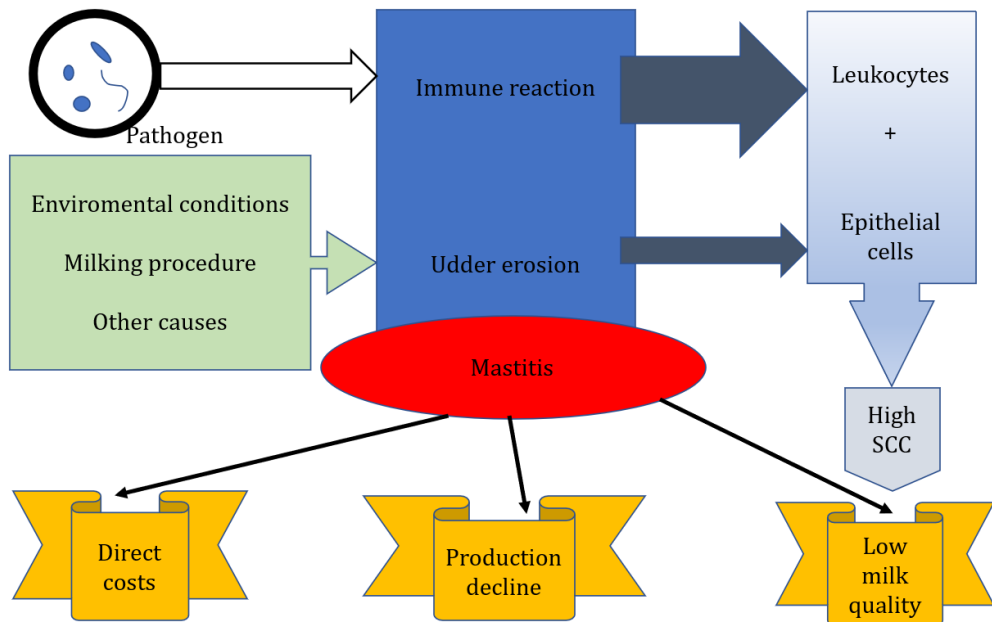 Pathogen
Enviromental conditions
Milking procedure
Other causes
Immune reaction
Udder erosion
Mastitis
Leukocytes
+
Epithelial
cells
High
SCC
Direct
costs
Production
decline
Low
milk
quality